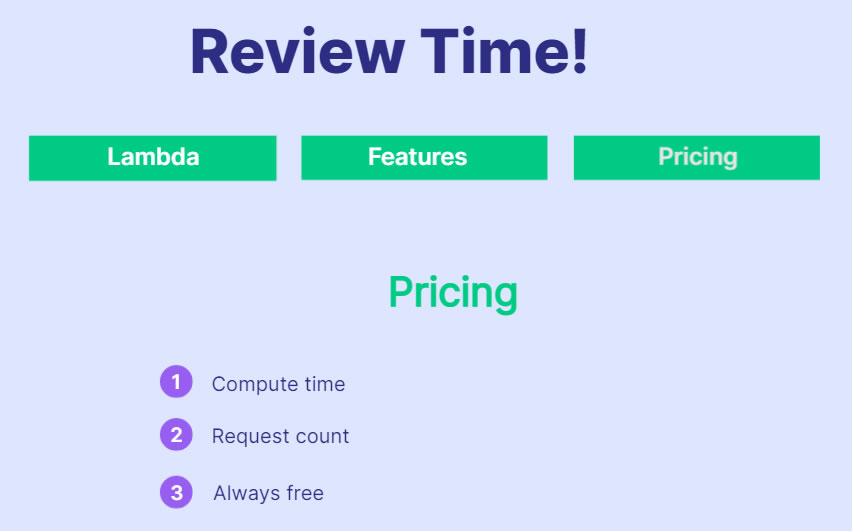 Review Time!
Lambda Features Pricing
Pricing
1 Compute time
2 Request count
3 Always free